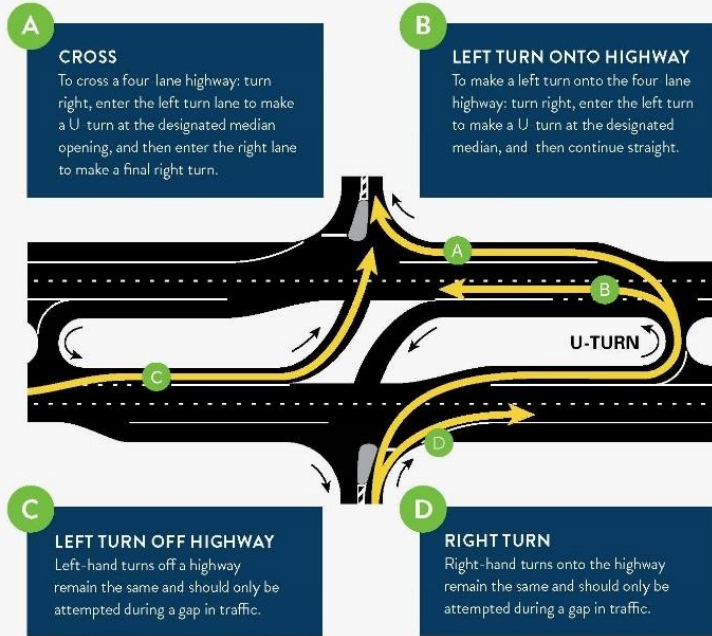 A
CROSS
To cross a four lane highway: turn
right, enter the left turn lane to make
a U turn at the designated median
opening, and then enter the right lane
to make a final right turn.
B
LEFT TURN ONTO HIGHWAY
To make a left turn onto the four lane
highway: turn right, enter the left turn
to make a U turn at the designated
median, and then continue straight.
A
B
U-TURN
C
D
C
LEFT TURN OFF HIGHWAY
Left-hand turns off a highway
remain the same and should only be
attempted during a gap in traffic.
D
RIGHT TURN
Right-hand turns onto the highway
remain the same and should only be
attempted during a gap in traffic.